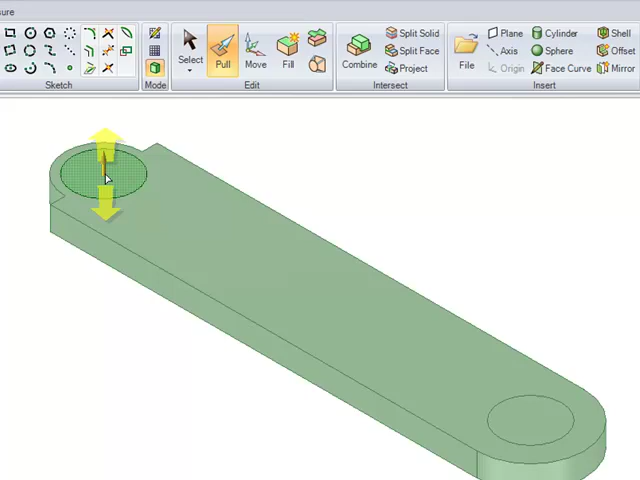 sure
Split Solid
Plane
Cylinder
Shell
Split Face
Axis
Sphere
Offset
Select
Pull
Move
Fill
Combine
Project
File
Origin
Face Curve
Mirror
Sketch
Mode
Edit
Intersect
Insert